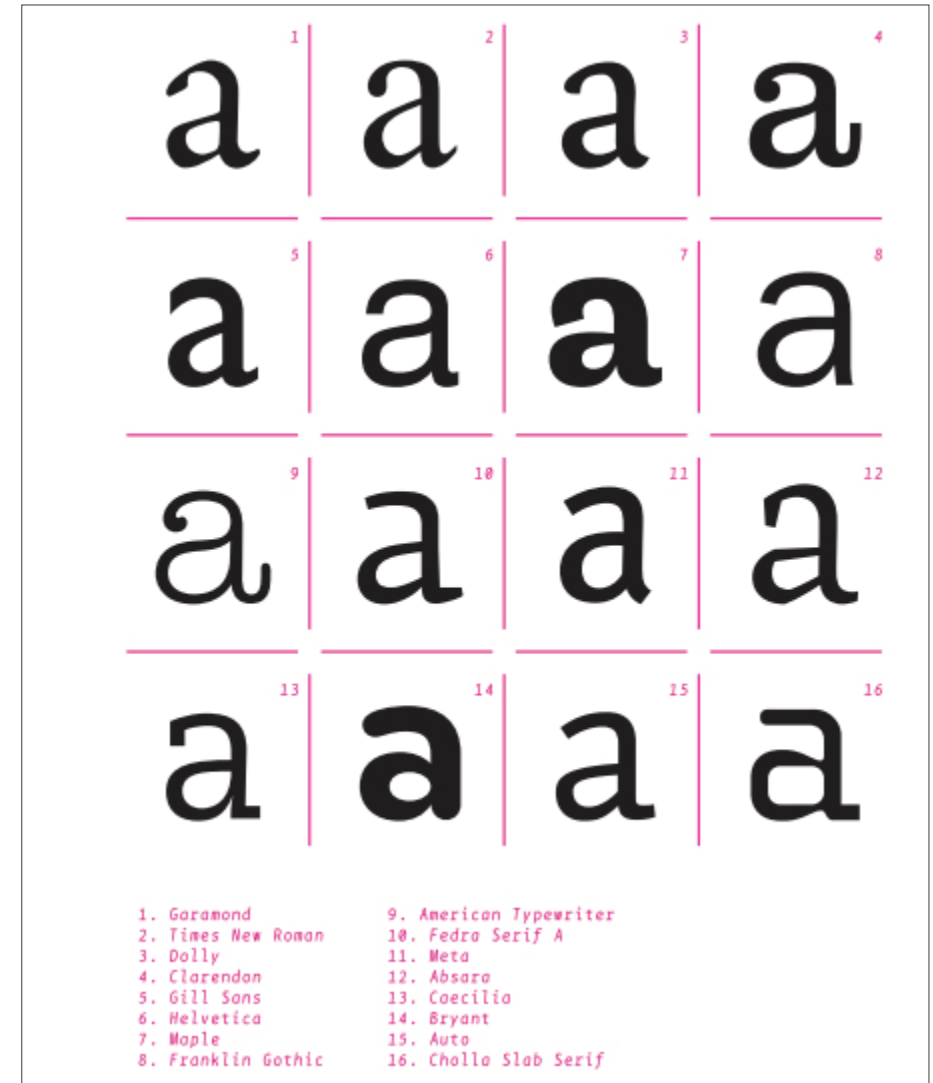 1 2 3 4
a a a a
5 6 7 8
a a a a
9 10 11 12
a a a a
13 14 15 16
a a a a
1. Garamond
2. Times New Roman
3. Dolly
4. Clarendon
5. Gill Sans
6. Helvetica
7. Maple
8. Franklin Gothic
9. American Typewriter
10. Fedra Serif A
11. Meta
12. Absara
13. Caecilia
14. Bryant
15. Auto
16. Cholla Slab Serif